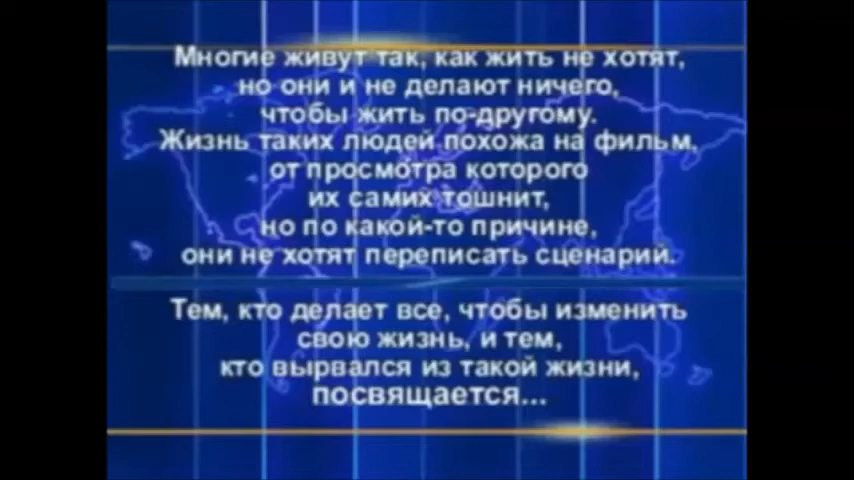 Многие живут так, как жить не хотят,
но они и не делают ничего,
чтобы жить по-другому.
Жизнь таких людей похожа на фильм,
от просмотра которого
их самих тошнит,
но по какой-то причине,
они не хотят переписать сценарий.
Тем, кто делает все, чтобы изменить
свою жизнь, и тем,
кто вырвался из такой жизни,
посвящается...